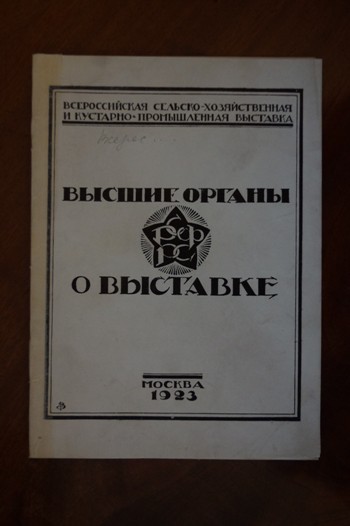 ВСЕРОССИЙСКАЯ СЕЛЬСКО-ХОЗЯЙСТВЕННАЯ
И КУСТАРНО-ПРОМЫШЛЕННАЯ ВЫСТАВКА
ВЫСШИЕ ОРГАНЫ
РСФСР
О ВЫСТАВКЕ
МОСКВА
1923